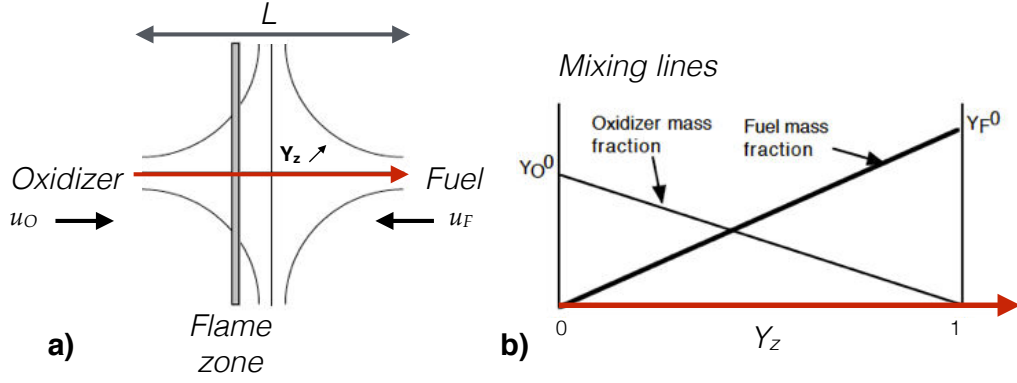 L
Y_z
Oxidizer
u_O
Fuel
u_F
Flame
zone
a)
Mixing lines
Oxidizer mass
fraction
Fuel mass
fraction
Y_O^0
Y_F^0
0
Y_z
1
b)